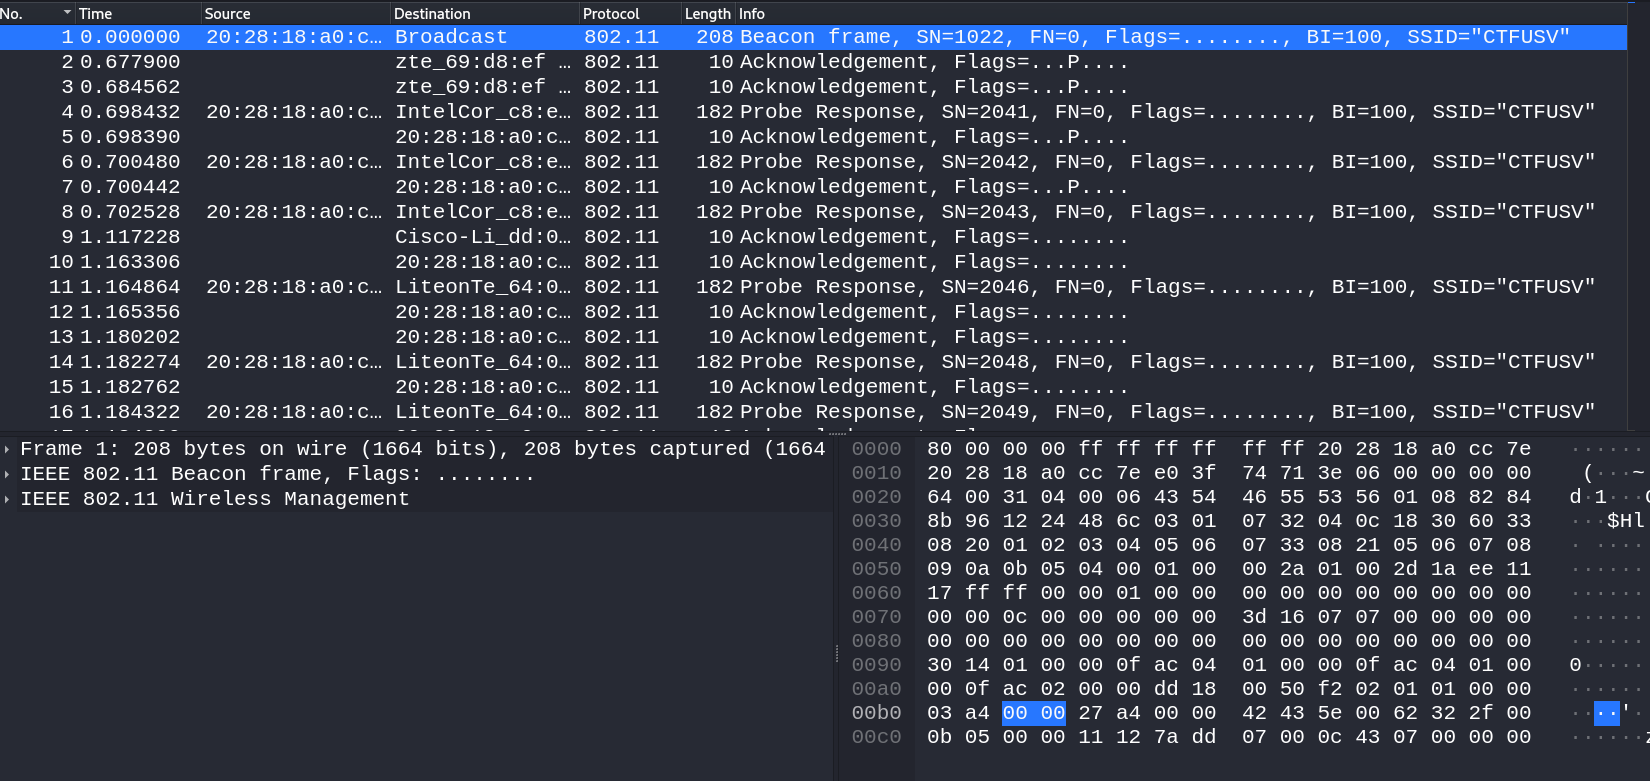 No. Time Source Destination Protocol Length Info
1 0.000000 20:28:18:a0:c… Broadcast 802.11 208 Beacon frame, SN=1022, FN=0, Flags=........, BI=100, SSID="CTFUSV"
2 0.677900 zte_69:d8:ef … 802.11 10 Acknowledgement, Flags=...P....
3 0.684562 zte_69:d8:ef … 802.11 10 Acknowledgement, Flags=...P....
4 0.698432 20:28:18:a0:c… IntelCor_c8:e… 802.11 182 Probe Response, SN=2041, FN=0, Flags=........, BI=100, SSID="CTFUSV"
5 0.698390 20:28:18:a0:c… 802.11 10 Acknowledgement, Flags=...P....
6 0.700480 20:28:18:a0:c… IntelCor_c8:e… 802.11 182 Probe Response, SN=2042, FN=0, Flags=........, BI=100, SSID="CTFUSV"
7 0.700442 20:28:18:a0:c… 802.11 10 Acknowledgement, Flags=...P....
8 0.702528 20:28:18:a0:c… IntelCor_c8:e… 802.11 182 Probe Response, SN=2043, FN=0, Flags=........, BI=100, SSID="CTFUSV"
9 1.117228 Cisco-Li_dd:0… 802.11 10 Acknowledgement, Flags=........
10 1.163306 20:28:18:a0:c… 802.11 10 Acknowledgement, Flags=........
11 1.164864 20:28:18:a0:c… LiteonTe_64:0… 802.11 182 Probe Response, SN=2046, FN=0, Flags=........, BI=100, SSID="CTFUSV"
12 1.165356 20:28:18:a0:c… 802.11 10 Acknowledgement, Flags=........
13 1.180202 20:28:18:a0:c… 802.11 10 Acknowledgement, Flags=........
14 1.182274 20:28:18:a0:c… LiteonTe_64:0… 802.11 182 Probe Response, SN=2048, FN=0, Flags=........, BI=100, SSID="CTFUSV"
15 1.182762 20:28:18:a0:c… 802.11 10 Acknowledgement, Flags=........
16 1.184322 20:28:18:a0:c… LiteonTe_64:0… 802.11 182 Probe Response, SN=2049, FN=0, Flags=........, BI=100, SSID="CTFUSV"
Frame 1: 208 bytes on wire (1664 bits), 208 bytes captured (1664
IEEE 802.11 Beacon frame, Flags: ........
IEEE 802.11 Wireless Management
0000 80 00 00 00 ff ff ff ff ff ff 20 28 18 a0 cc 7e ······
0010 20 28 18 a0 cc 7e e0 3f 74 71 3e 06 00 00 00 00 (···~
0020 64 00 31 04 00 06 43 54 46 55 53 56 01 08 82 84 d·1···C
0030 8b 96 12 24 48 6c 03 01 07 32 04 0c 18 30 60 33 ···$Hl
0040 08 20 01 02 03 04 05 06 07 33 08 21 05 06 07 08 · ····
0050 09 0a 0b 05 04 00 01 00 00 2a 01 00 2d 1a ee 11 ······
0060 17 ff ff 00 00 01 00 00 00 00 00 00 00 00 00 00 ······
0070 00 00 0c 00 00 00 00 00 3d 16 07 07 00 00 00 00 ······
0080 00 00 00 00 00 00 00 00 00 00 00 00 00 00 00 00 ······
0090 30 14 01 00 00 0f ac 04 01 00 00 0f ac 04 01 00 0·····
00a0 00 0f ac 02 00 00 dd 18 00 50 f2 02 01 01 00 00 ······
00b0 03 a4 00 00 27 a4 00 00 42 43 5e 00 62 32 2f 00 ····'·
00c0 0b 05 00 00 11 12 7a dd 07 00 0c 43 07 00 00 00 ······z